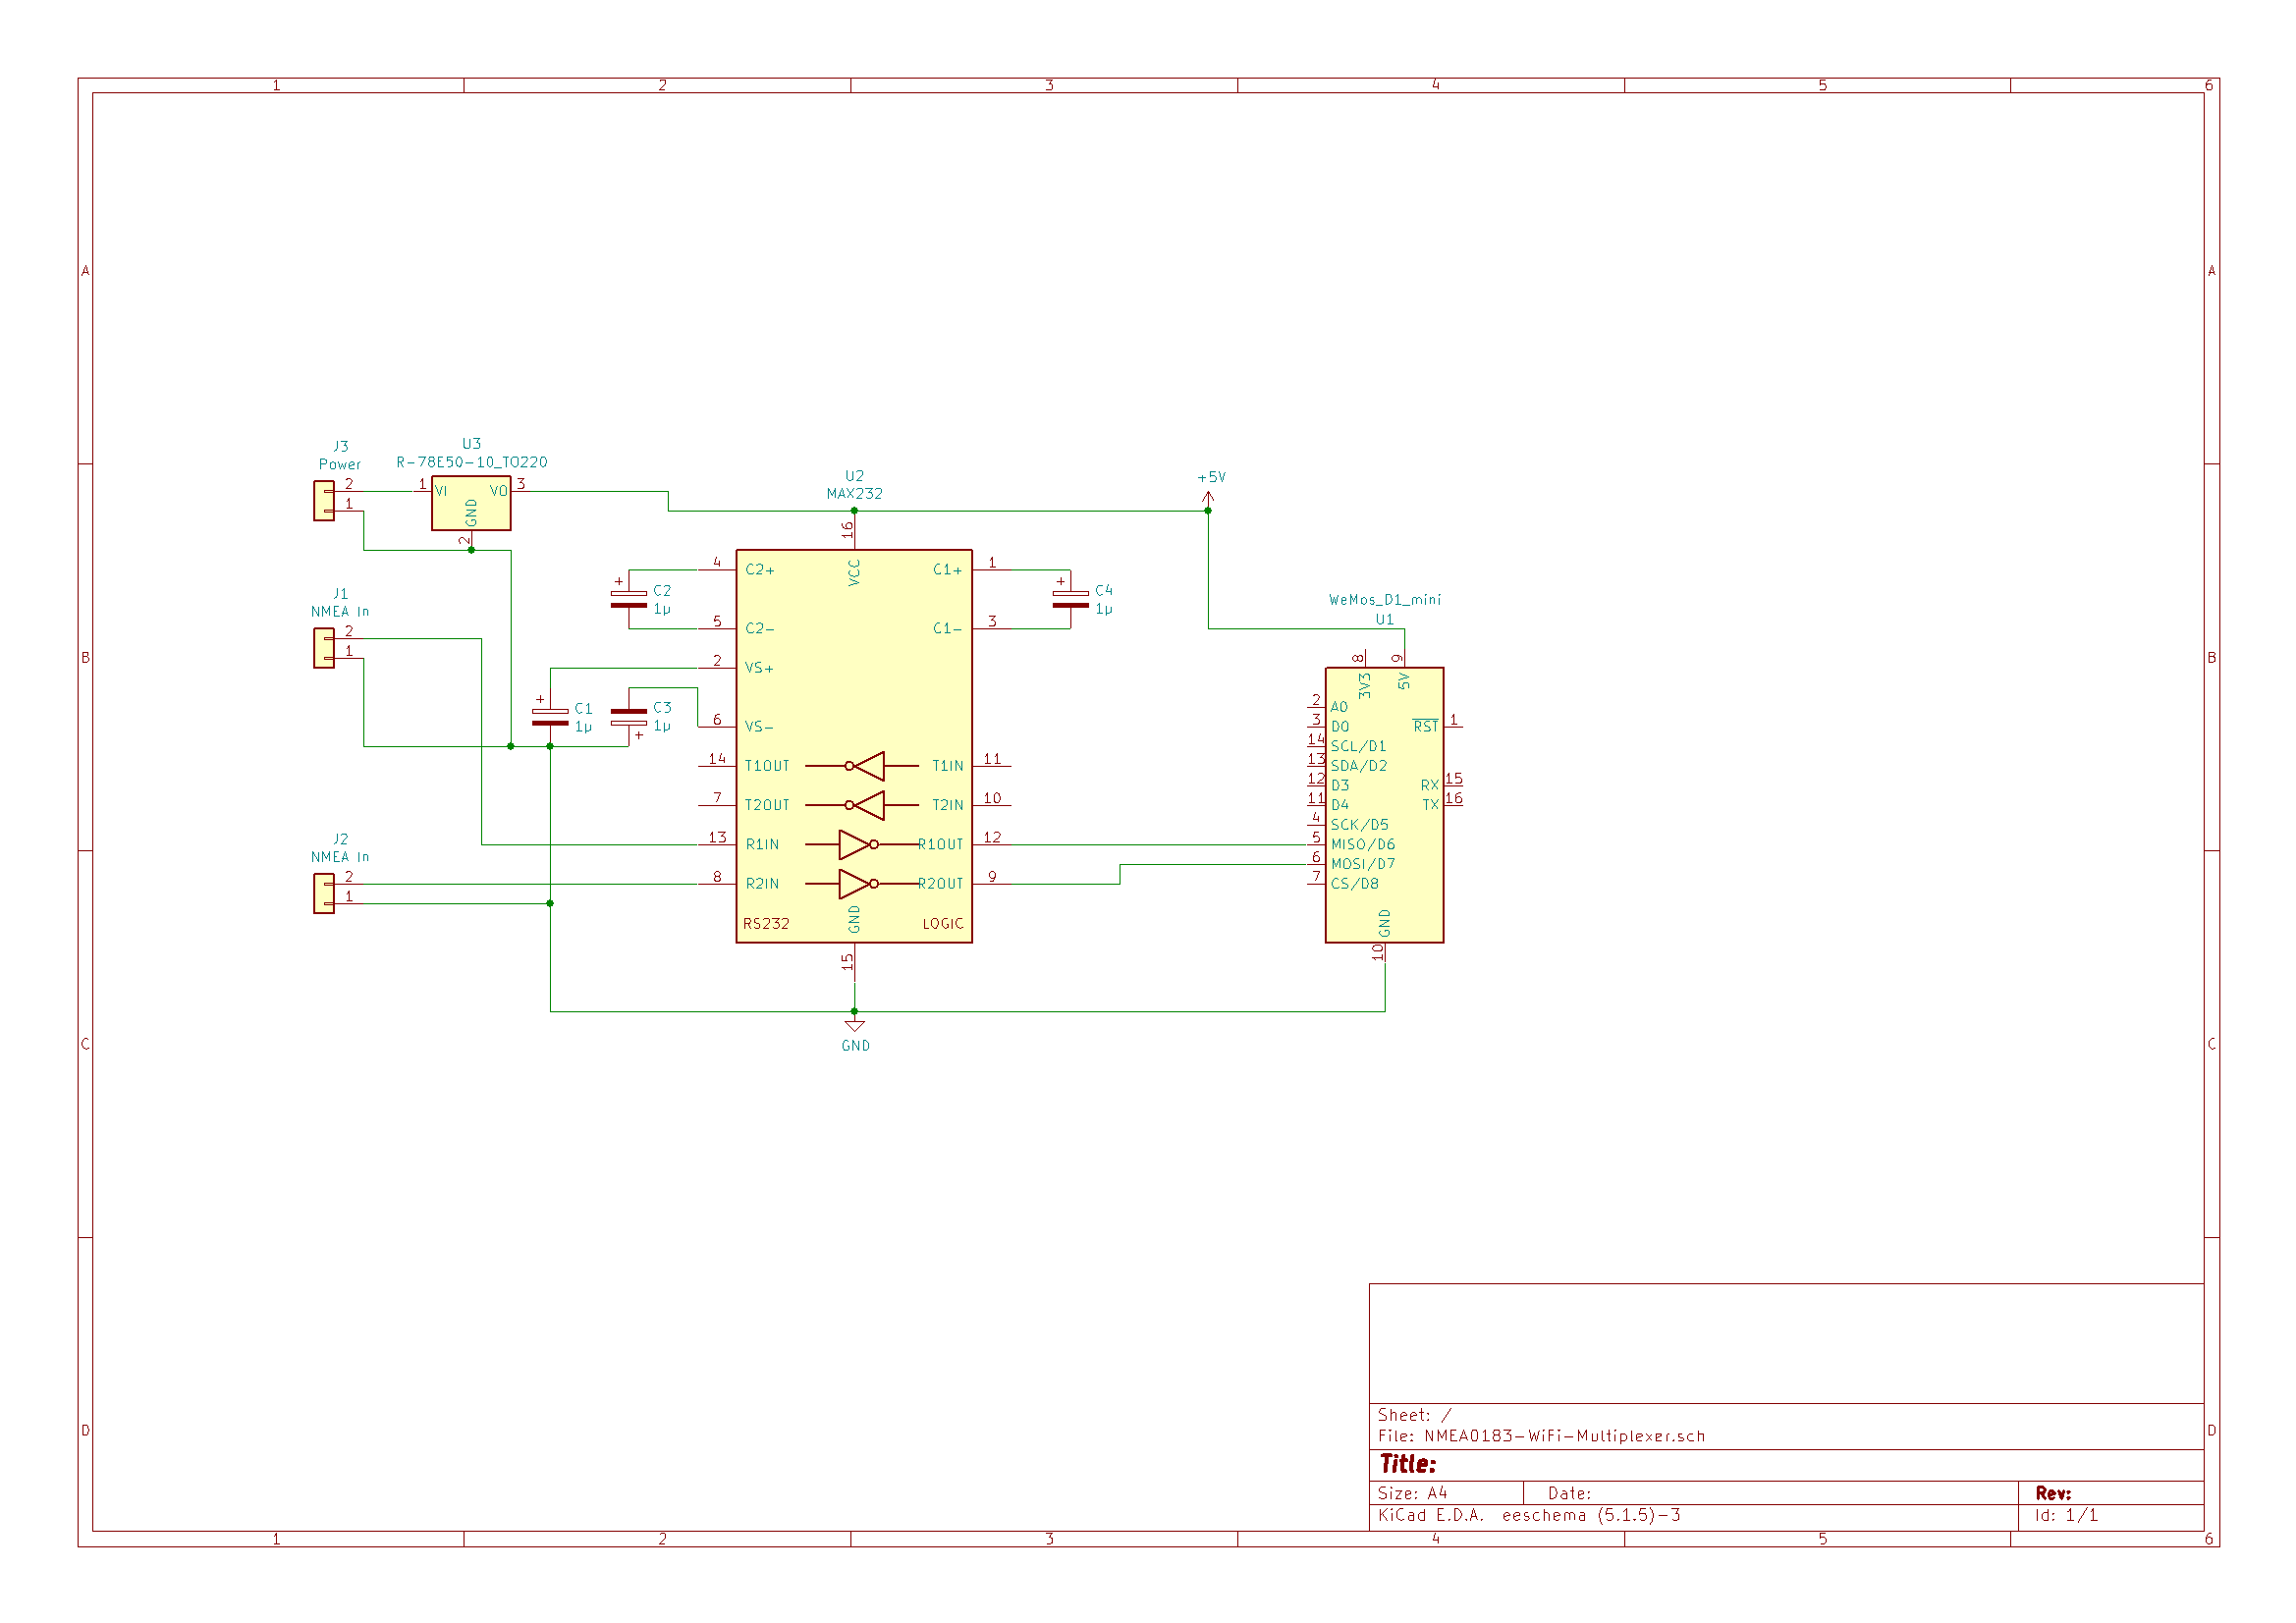 1 2 3 4 5 6
A A
B B
C C
D D
J3
Power
2
1
U3
R-78E50-10_TO220
1 VI VO 3
GND
2
U2
MAX232
+5V
16
VCC
J1
NMEA In
2
1
J2
NMEA In
2
1
C2
1µ
+
C4
1µ
+
C1
1µ
+
C3
1µ
+
4 C2+ C1+ 1
5 C2- C1- 3
2 VS+
6 VS-
14 T1OUT T1IN 11
7 T2OUT T2IN 10
13 R1IN R1OUT 12
8 R2IN R2OUT 9
RS232 GND LOGIC
15
GND
WeMos_D1_mini
U1
8 9
3V3 5V
2 A0
3 D0 RST 1
14 SCL/D1
13 SDA/D2
12 D3 RX 15
11 D4 TX 16
4 SCK/D5
5 MISO/D6
6 MOSI/D7
7 CS/D8
GND
10
Sheet: /
File: NMEA0183-WiFi-Multiplexer.sch
Title:
Size: A4 Date: Rev:
KiCad E.D.A. eeschema (5.1.5)-3 Id: 1/1
1 2 3 4 5 6